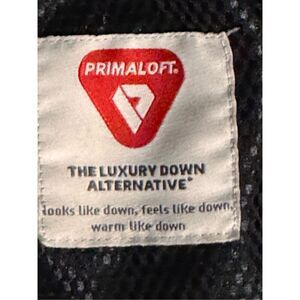 PRIMALOFT®
THE LUXURY DOWN
ALTERNATIVE®
looks like down, feels like down,
warm like down